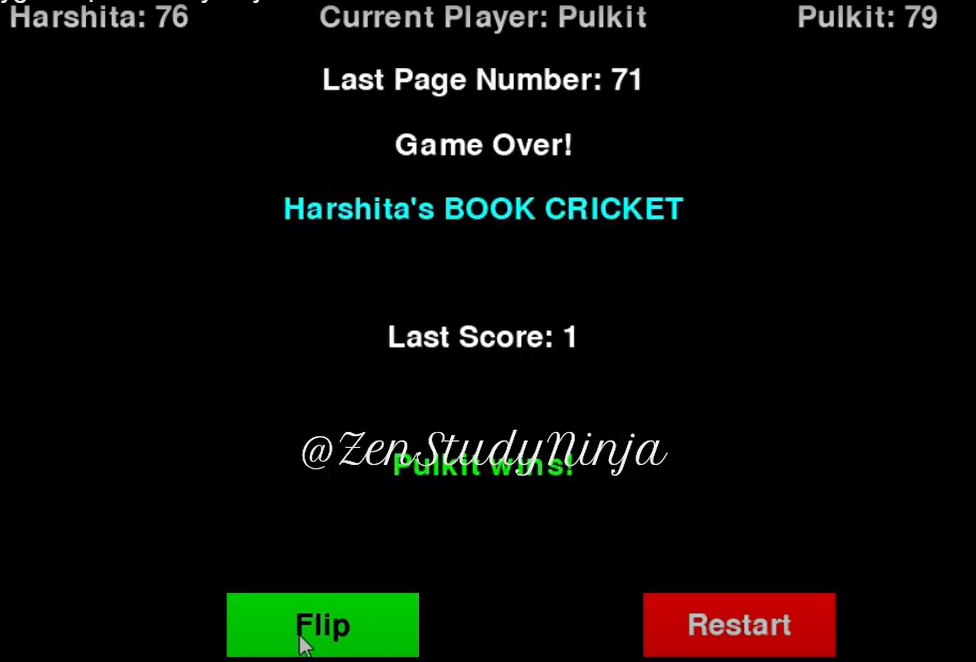 Harshita: 76 Current Player: Pulkit Pulkit: 79
Last Page Number: 71
Game Over!
Harshita's BOOK CRICKET
Last Score: 1
@ZenStudyNinja
Pulkit wins!
Flip Restart